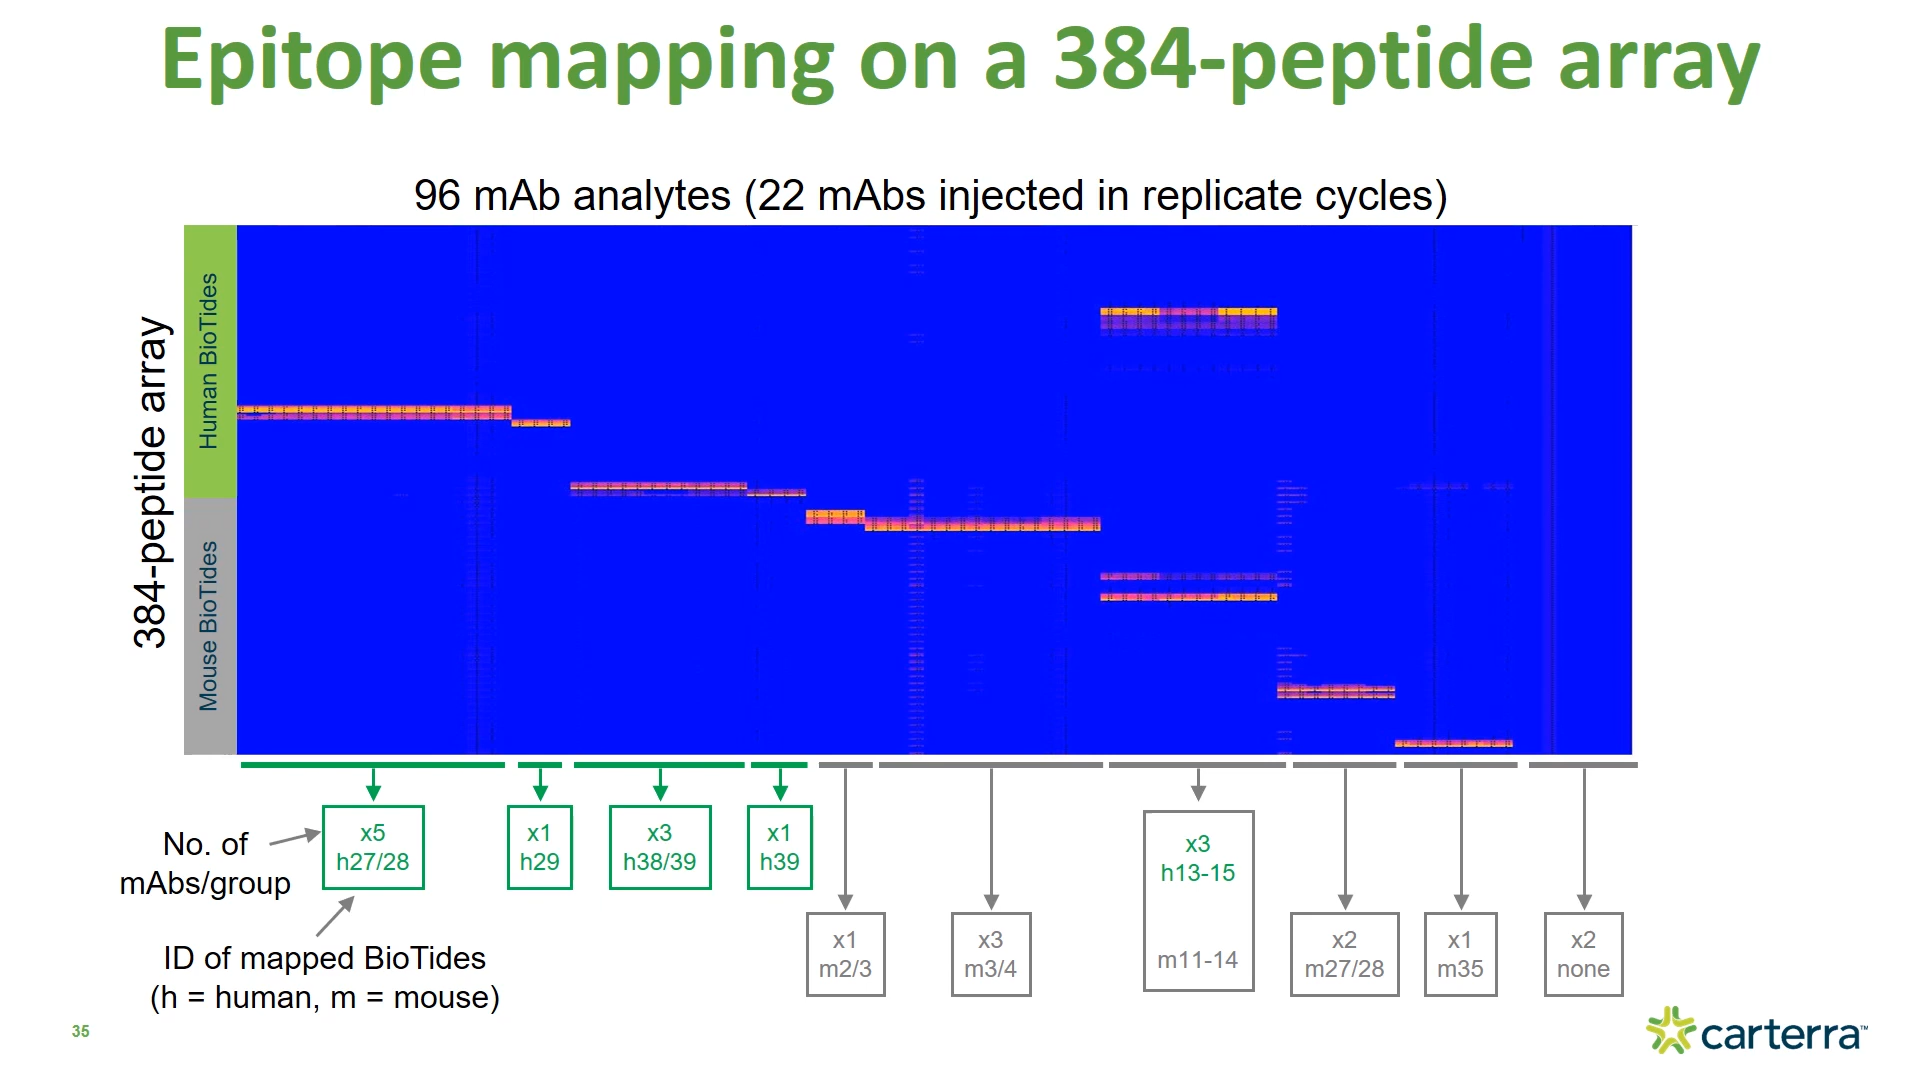 Epitope mapping on a 384-peptide array
96 mAb analytes (22 mAbs injected in replicate cycles)
384-peptide array
Human BioTides
Mouse BioTides
No. of
mAbs/group
ID of mapped BioTides
(h = human, m = mouse)
x5
h27/28
x1
h29
x3
h38/39
x1
h39
x1
m2/3
x3
m3/4
x3
h13-15
m11-14
x2
m27/28
x1
m35
x2
none
35
carterra™